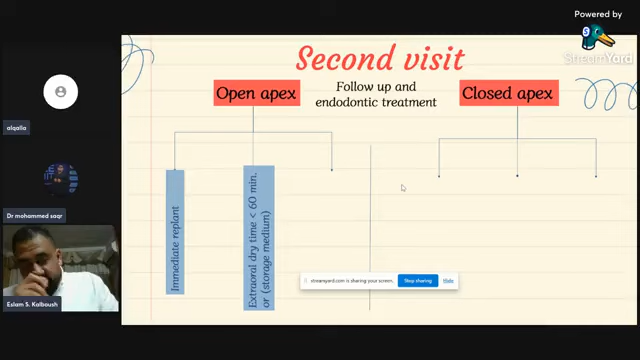 Powered by
StreamYard
Second visit
Open apex
Follow up and
endodontic treatment
Closed apex
alqalla
Dr mohammed saqr
Eslam S. Kalboush
Immediate replant
Extraoral dry time < 60 min.
or (storage medium)
streamyard.com is sharing your screen.
Stop sharing
Hide